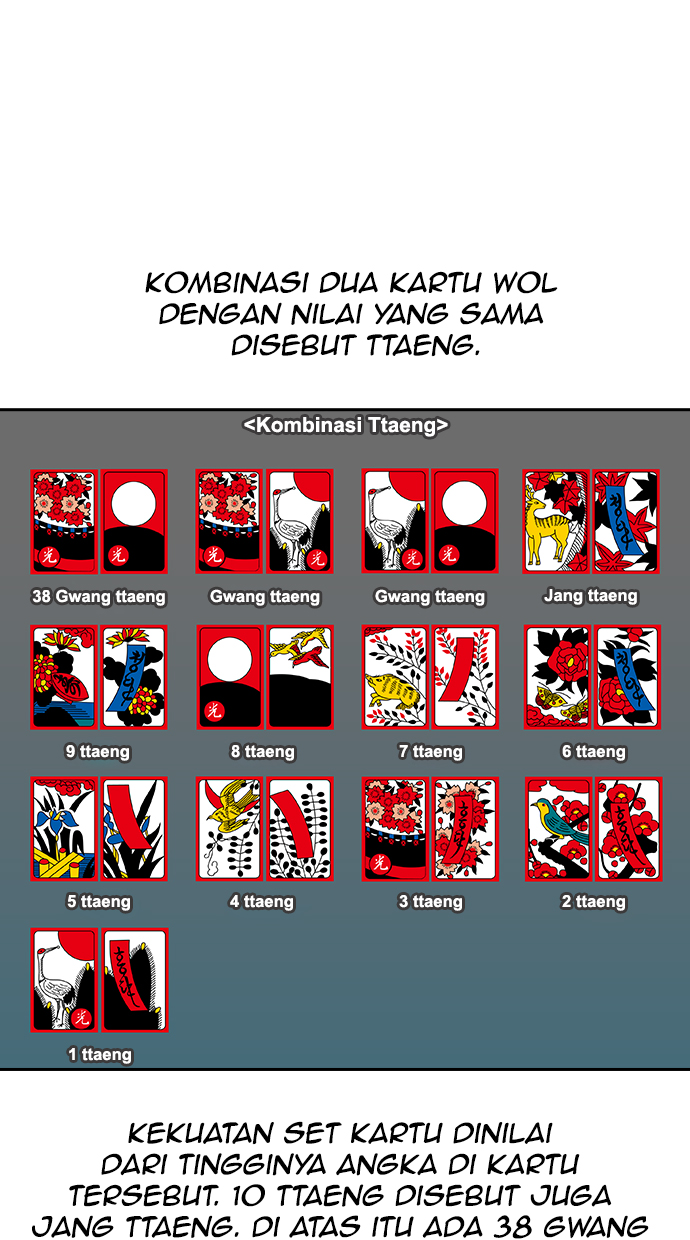 KOMBINASI DUA KARTU WOL
DENGAN NILAI YANG SAMA
DISEBUT TTAENG.
<Kombinasi Ttaeng>
光 光 光 光 光 光
38 Gwang ttaeng Gwang ttaeng Gwang ttaeng Jang ttaeng
光
9 ttaeng 8 ttaeng 7 ttaeng 6 ttaeng
光
5 ttaeng 4 ttaeng 3 ttaeng 2 ttaeng
光
1 ttaeng
KEKUATAN SET KARTU DINILAI
DARI TINGGINYA ANGKA DI KARTU
TERSEBUT. 10 TTAENG DISEBUT JUGA
JANG TTAENG. DI ATAS ITU ADA 38 GWANG